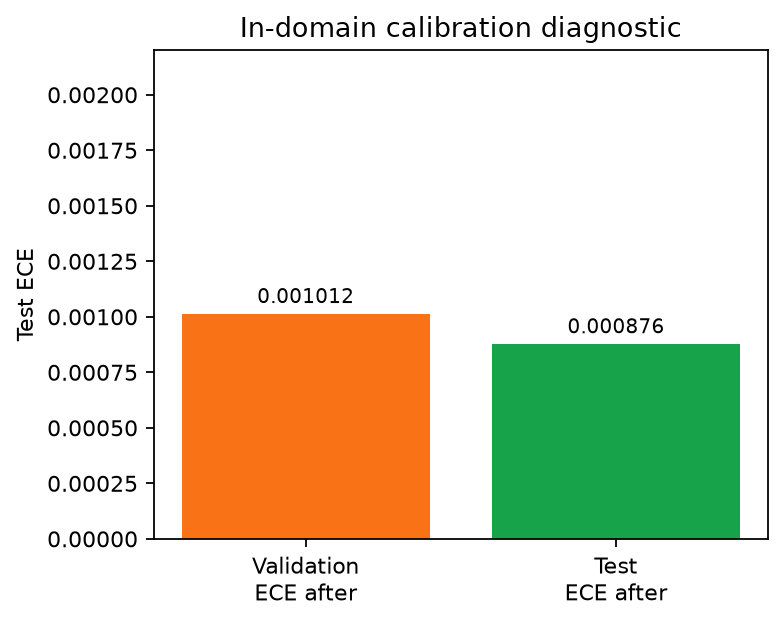 In-domain calibration diagnostic
Test ECE
0.00200
0.00175
0.00150
0.00125
0.00100
0.00075
0.00050
0.00025
0.00000
0.001012
0.000876
Validation
ECE after
Test
ECE after